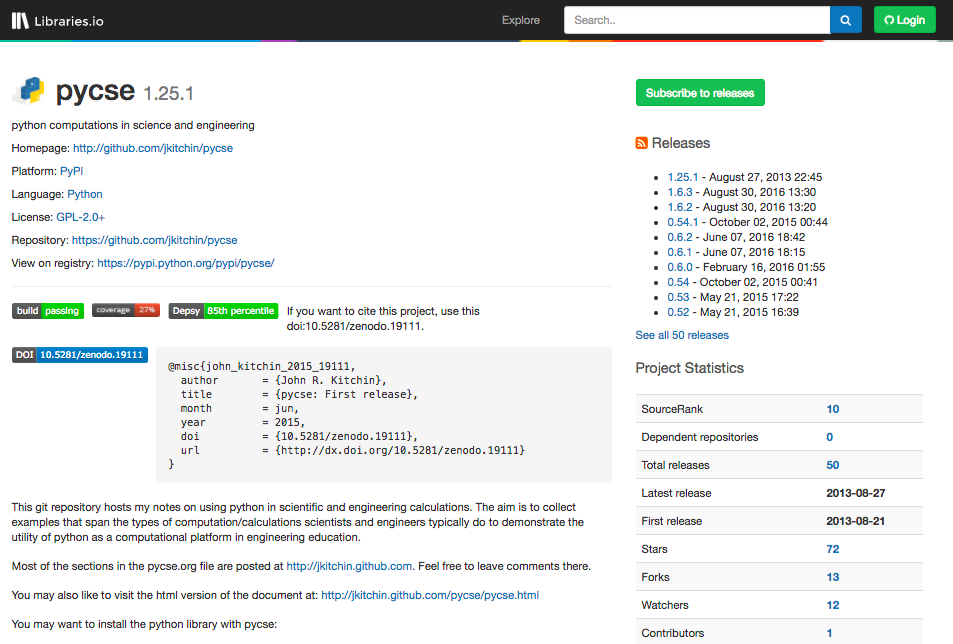 Libraries.io
Explore
Search..
Login
pycse 1.25.1
python computations in science and engineering
Homepage: http://github.com/jkitchin/pycse
Platform: PyPI
Language: Python
License: GPL-2.0+
Repository: https://github.com/jkitchin/pycse
View on registry: https://pypi.python.org/pypi/pycse/
build passing
coverage 27%
Depsy 85th percentile
If you want to cite this project, use this
doi:10.5281/zenodo.19111.
DOI 10.5281/zenodo.19111
@misc{john_kitchin_2015_19111,
  author       = {John R. Kitchin},
  title        = {pycse: First release},
  month        = jun,
  year         = 2015,
  doi          = {10.5281/zenodo.19111},
  url          = {http://dx.doi.org/10.5281/zenodo.19111}
}
This git repository hosts my notes on using python in scientific and engineering calculations. The aim is to collect
examples that span the types of computation/calculations scientists and engineers typically do to demonstrate the
utility of python as a computational platform in engineering education.
Most of the sections in the pycse.org file are posted at http://jkitchin.github.com. Feel free to leave comments there.
You may also like to visit the html version of the document at: http://jkitchin.github.com/pycse/pycse.html
You may want to install the python library with pycse:
Subscribe to releases
Releases
1.25.1 - August 27, 2013 22:45
1.6.3 - August 30, 2016 13:30
1.6.2 - August 30, 2016 13:20
0.54.1 - October 02, 2015 00:44
0.6.2 - June 07, 2016 18:42
0.6.1 - June 07, 2016 18:15
0.6.0 - February 16, 2016 01:55
0.54 - October 02, 2015 00:41
0.53 - May 21, 2015 17:22
0.52 - May 21, 2015 16:39
See all 50 releases
Project Statistics
SourceRank 10
Dependent repositories 0
Total releases 50
Latest release 2013-08-27
First release 2013-08-21
Stars 72
Forks 13
Watchers 12
Contributors 1